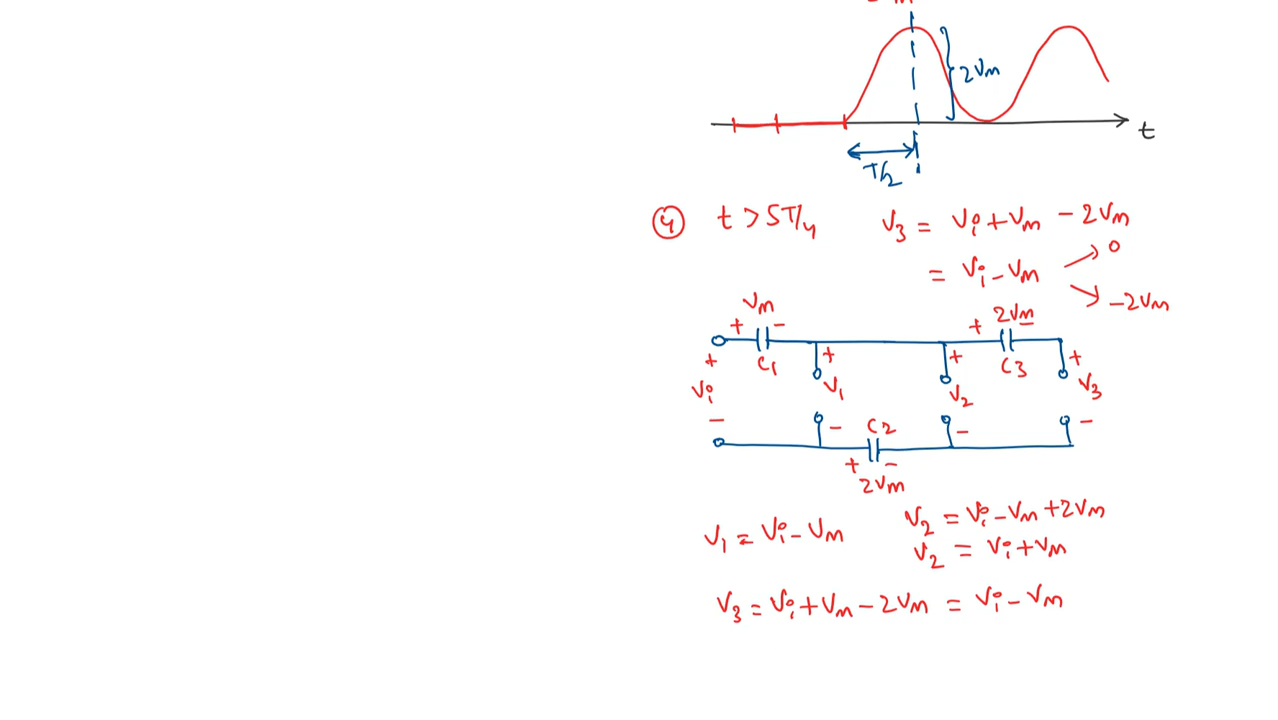 2Vm
t
T/2
④ t > 5T/4 V3 = Vi + Vm - 2Vm
= Vi - Vm → 0
→ -2Vm
Vm 2Vm
+ - +
+ C1 + + C3 +
Vi V1 V2 V3
- - C2 - -
+ -
2Vm
V1 = Vi - Vm V2 = Vi - Vm + 2Vm
V2 = Vi + Vm
V3 = Vi + Vm - 2Vm = Vi - Vm